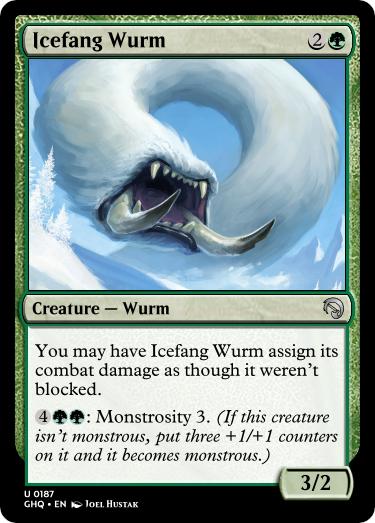 Icefang Wurm 2
Creature — Wurm
You may have Icefang Wurm assign its
combat damage as though it weren't
blocked.
4: Monstrosity 3. (If this creature
isn't monstrous, put three +1/+1 counters
on it and it becomes monstrous.)
3/2
U 0187
GHQ • EN Joel Hustak